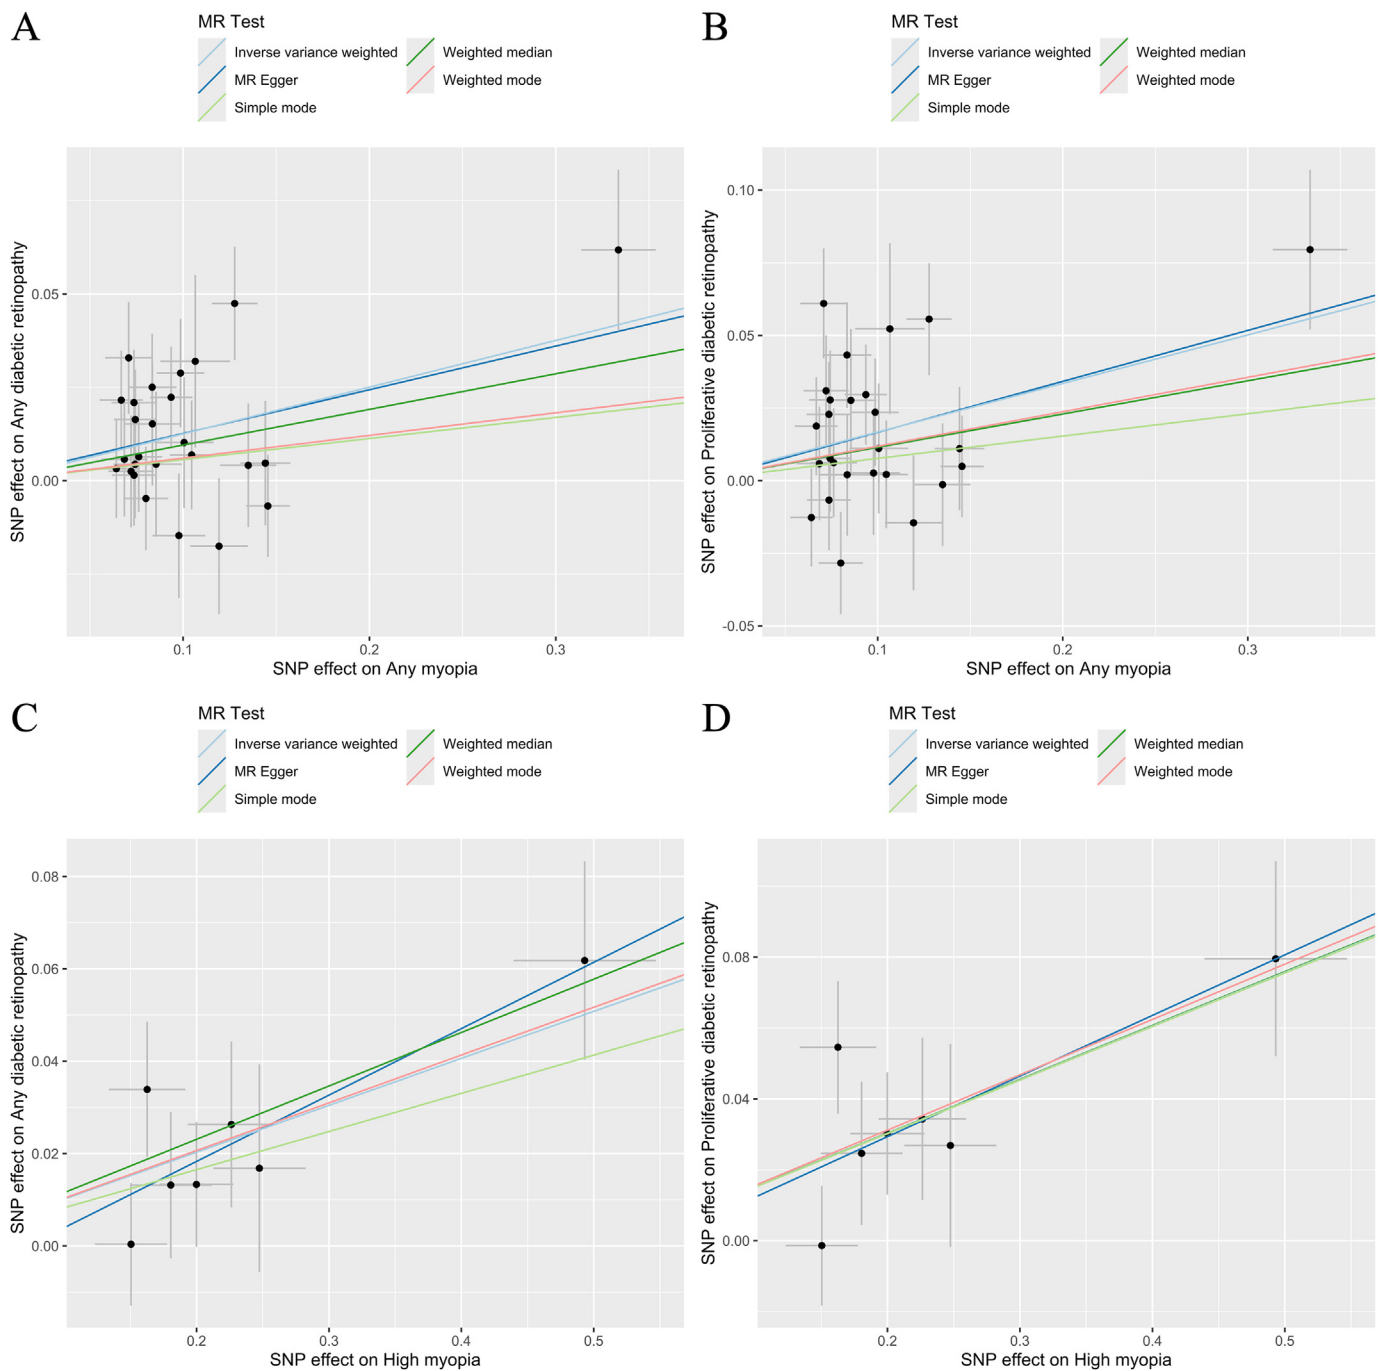 A
MR Test
Inverse variance weighted
Weighted median
MR Egger
Weighted mode
Simple mode
SNP effect on Any diabetic retinopathy
0.05
0.00
0.1
0.2
0.3
SNP effect on Any myopia
B
MR Test
Inverse variance weighted
Weighted median
MR Egger
Weighted mode
Simple mode
SNP effect on Proliferative diabetic retinopathy
0.10
0.05
0.00
-0.05
0.1
0.2
0.3
SNP effect on Any myopia
C
MR Test
Inverse variance weighted
Weighted median
MR Egger
Weighted mode
Simple mode
SNP effect on Any diabetic retinopathy
0.08
0.06
0.04
0.02
0.00
0.2
0.3
0.4
0.5
SNP effect on High myopia
D
MR Test
Inverse variance weighted
Weighted median
MR Egger
Weighted mode
Simple mode
SNP effect on Proliferative diabetic retinopathy
0.08
0.04
0.00
0.2
0.3
0.4
0.5
SNP effect on High myopia